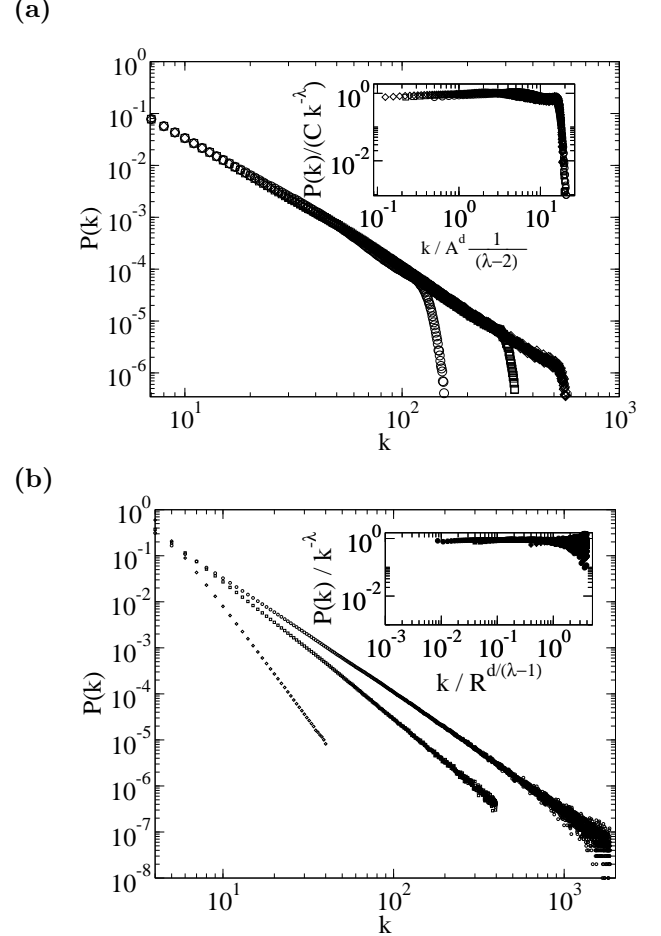 (a)
10^0
10^-1
10^-2
10^-3
10^-4
10^-5
10^-6
P(k)
10^1 10^2 10^3
k
10^0
10^-2
P(k)/(C k^-λ)
10^-1 10^0 10^1
k / A^d 1/(λ−2)
(b)
10^0
10^-1
10^-2
10^-3
10^-4
10^-5
10^-6
10^-7
10^-8
P(k)
10^1 10^2 10^3
k
10^0
10^-2
P(k) / k^-λ
10^-3 10^-2 10^-1 10^0
k / R^d/(λ−1)